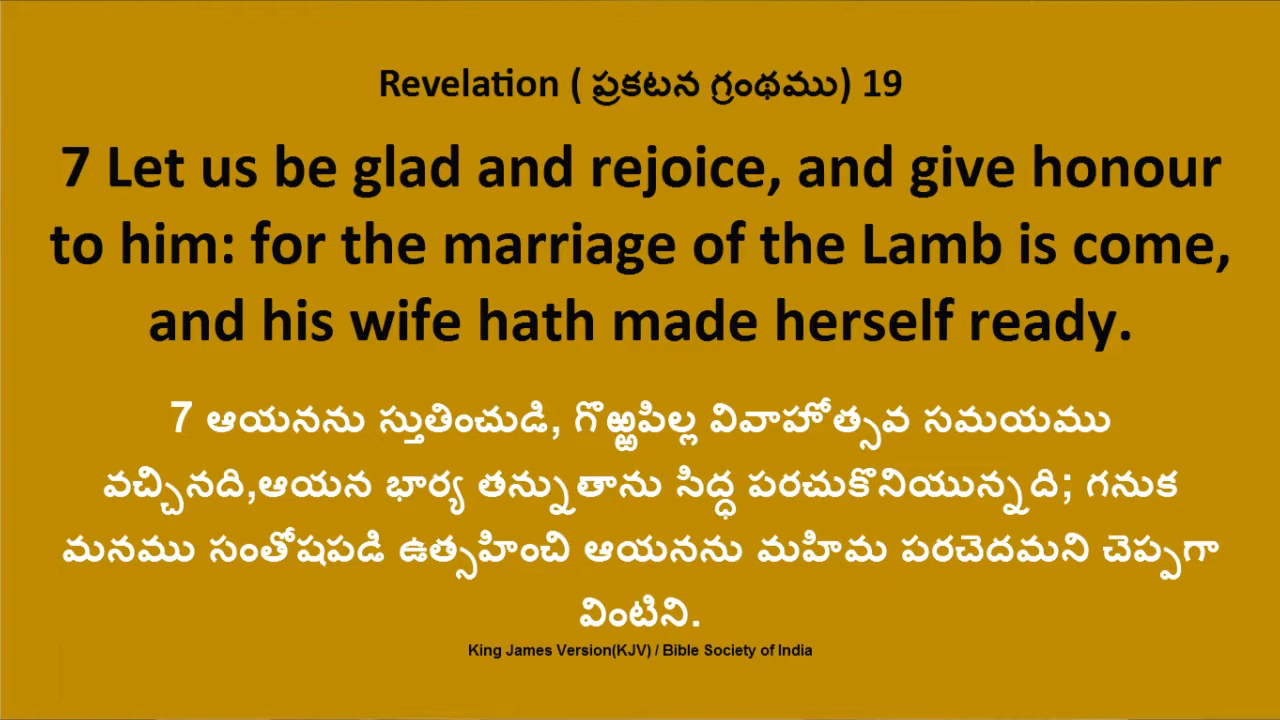 Revelation ( ప్రకటన గ్రంథము) 19
7 Let us be glad and rejoice, and give honour
to him: for the marriage of the Lamb is come,
and his wife hath made herself ready.
7 ఆయనను స్తుతించుడి, గొఱ్ఱపిల్ల వివాహోత్సవ సమయము
వచ్చినది,ఆయన భార్య తన్నుతాను సిద్ధ పరచుకొనియున్నది; గనుక
మనము సంతోషపడి ఉత్సహించి ఆయనను మహిమ పరచెదమని చెప్పగా
వింటిని.
King James Version(KJV) / Bible Society of India